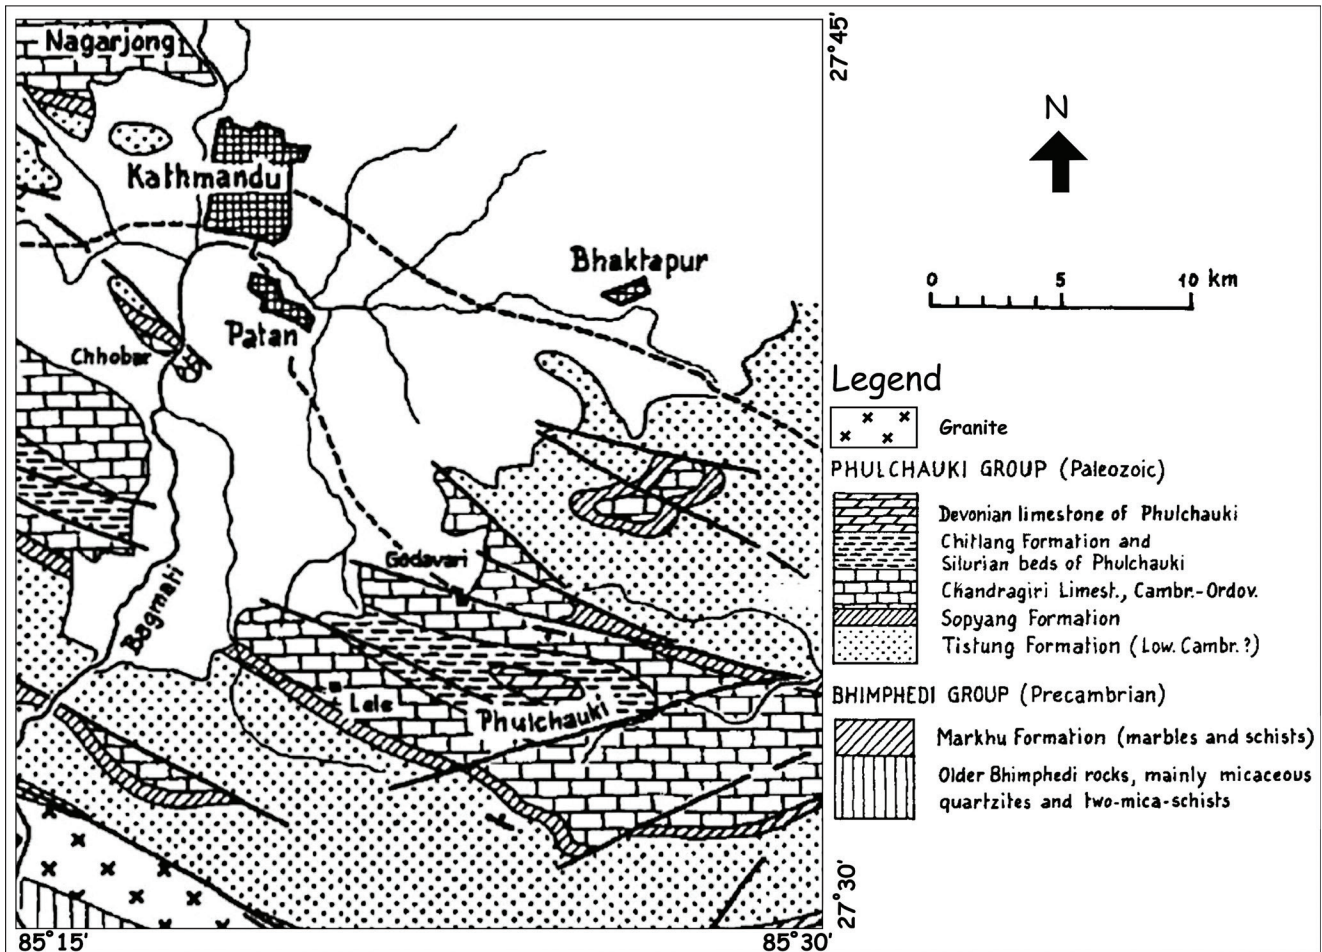 Nagarjong
Kathmandu
Bhaktapur
Patan
Chhobar
Godavari
Bagmati
Lele
Phulchauki
27°45'
27°30'
85°15'
85°30'
N
0 5 10 km
Legend
Granite
PHULCHAUKI GROUP (Paleozoic)
Devonian limestone of Phulchauki
Chitlang Formation and
Silurian beds of Phulchauki
Chandragiri Limest., Cambr.-Ordov.
Sopyang Formation
Tistung Formation (Low. Cambr. ?)
BHIMPHEDI GROUP (Precambrian)
Markhu Formation (marbles and schists)
Older Bhimphedi rocks, mainly micaceous
quartzites and two-mica-schists